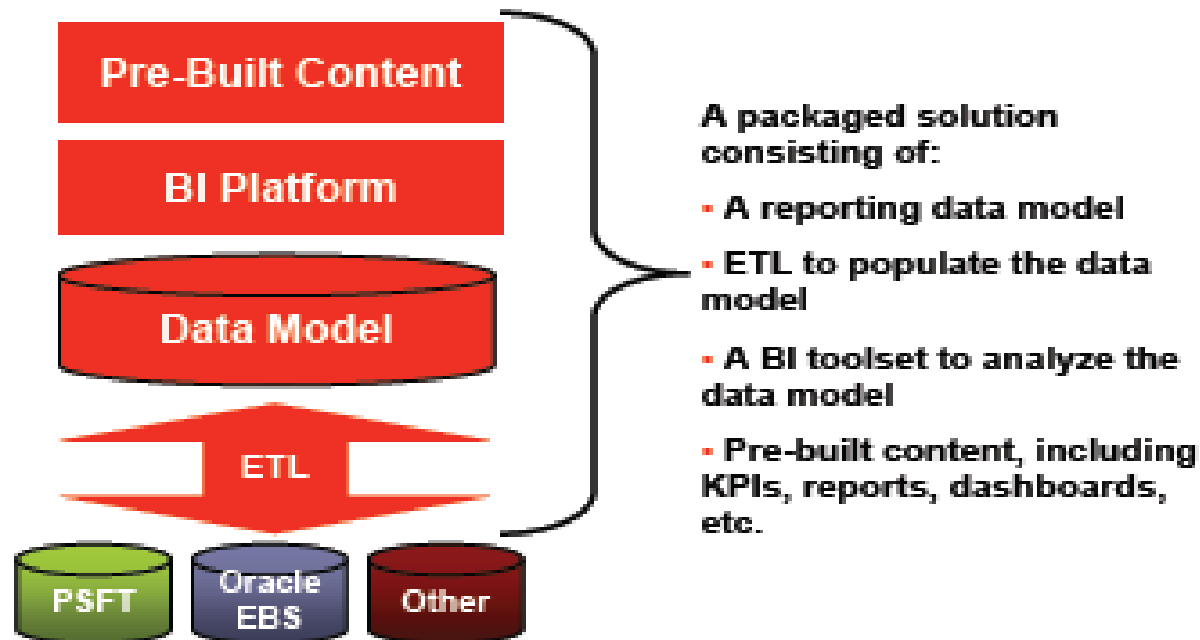 Pre-Built Content
BI Platform
Data Model
ETL
PSFT
Oracle
EBS
Other
A packaged solution
consisting of:
- A reporting data model
- ETL to populate the data
model
- A BI toolset to analyze the
data model
- Pre-built content, including
KPIs, reports, dashboards,
etc.